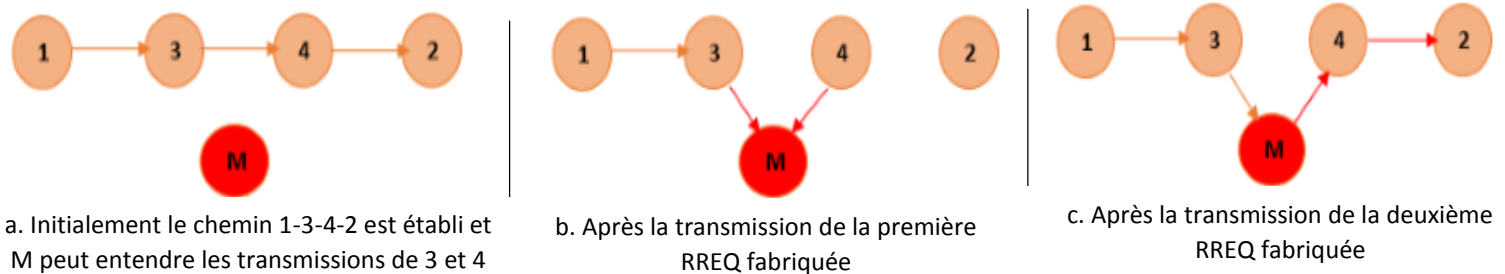 1 3 4 2
M
a. Initialement le chemin 1-3-4-2 est établi et
M peut entendre les transmissions de 3 et 4
1 3 4 2
M
b. Après la transmission de la première
RREQ fabriquée
1 3 4 2
M
c. Après la transmission de la deuxième
RREQ fabriquée